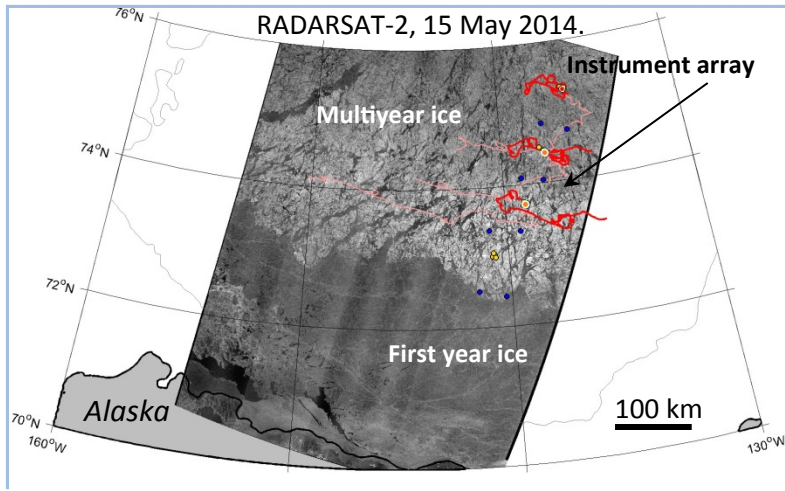 RADARSAT-2, 15 May 2014.
76°N
Instrument array
Multiyear ice
74°N
72°N
First year ice
100 km
Alaska
70°N
160°W
130°W